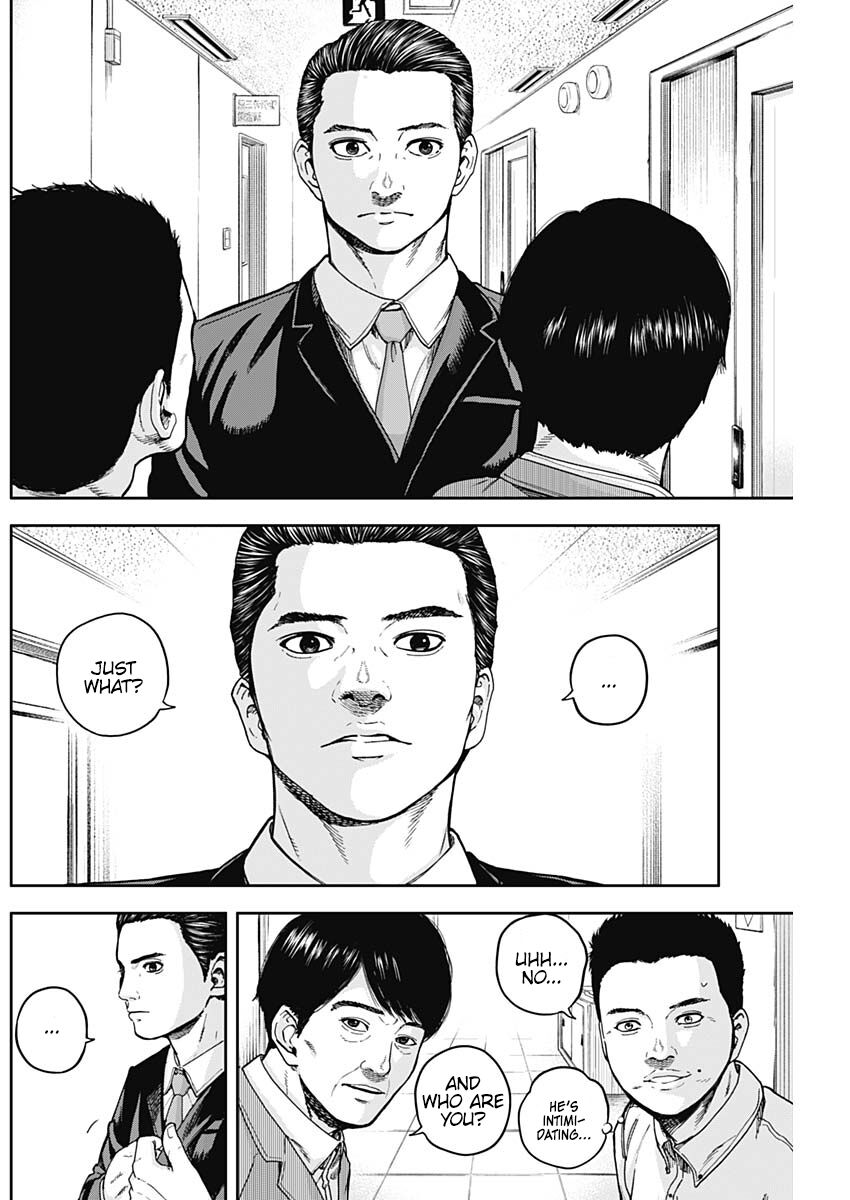 ...
JUST
WHAT?
UHH...
NO...
HE'S
INTIMI-
DATING...
AND
WHO ARE
YOU?
...